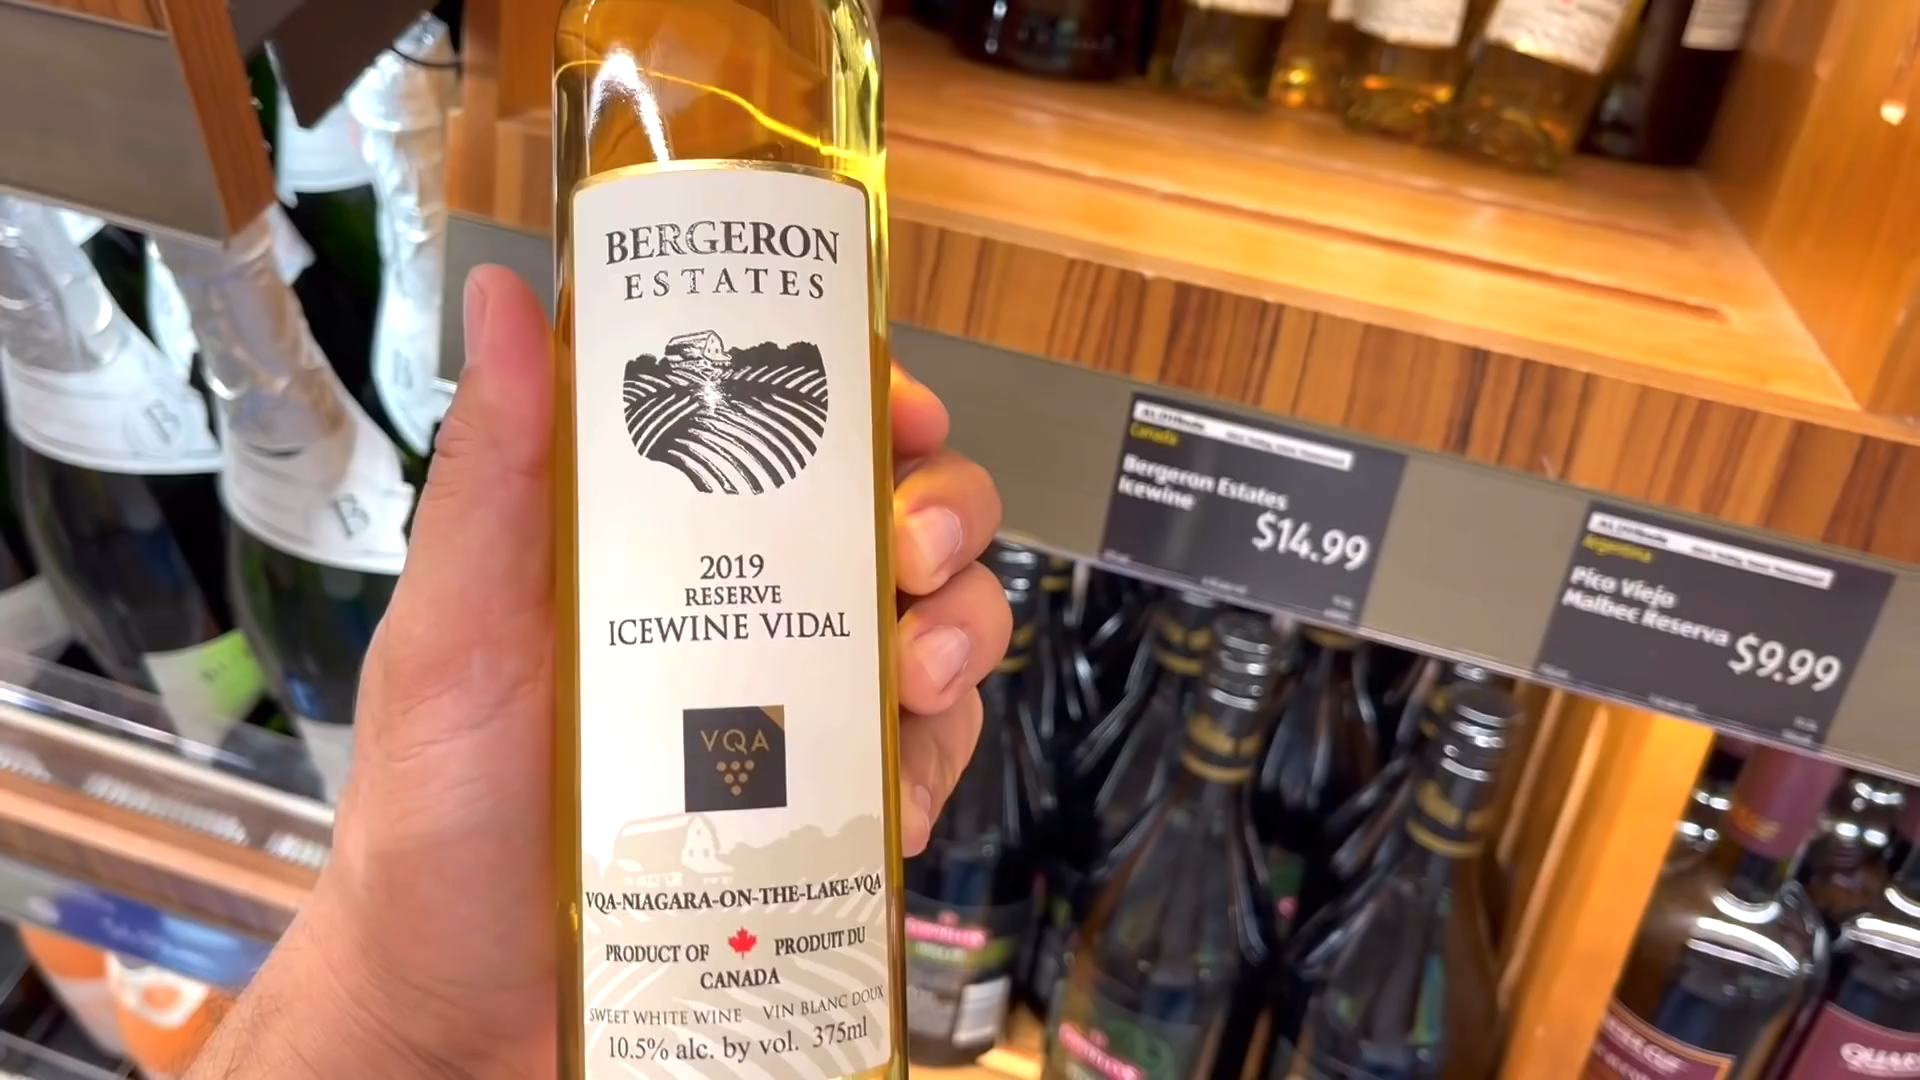 BERGERON
ESTATES
2019
RESERVE
ICEWINE VIDAL
VQA
VQA-NIAGARA-ON-THE-LAKE-VQA
PRODUCT OF PRODUIT DU
CANADA
SWEET WHITE WINE VIN BLANC DOUX
10.5% alc. by vol. 375ml
Canada
Bergeron Estates
Icewine
$14.99
Argentina
Pico Viejo
Malbec Reserva
$9.99
B
B
B